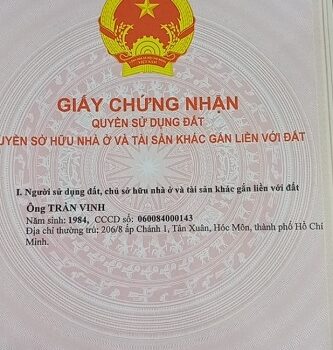 GIẤY CHỨNG NHẬN
QUYỀN SỬ DỤNG ĐẤT
UYỀN SỞ HỮU NHÀ Ở VÀ TÀI SẢN KHÁC GẮN LIỀN VỚI ĐẤT
I. Người sử dụng đất, chủ sở hữu nhà ở và tài sản khác gắn liền với đất
Ông TRẦN VINH
Năm sinh: 1984, CCCD số: 060084000143
Địa chỉ thường trú: 206/8 ấp Chánh 1, Tân Xuân, Hóc Môn, thành phố Hồ Chí
Minh.